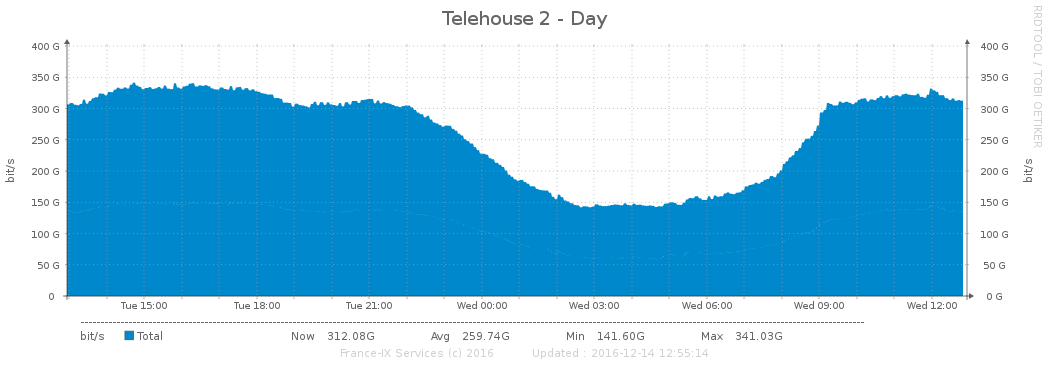 Telehouse 2 - Day
RRDTOOL / TOBI OETIKER
bit/s
400 G
350 G
300 G
250 G
200 G
150 G
100 G
50 G
0
400 G
350 G
300 G
250 G
200 G
150 G
100 G
50 G
0 G
bit/s
Tue 15:00 Tue 18:00 Tue 21:00 Wed 00:00 Wed 03:00 Wed 06:00 Wed 09:00 Wed 12:00
bit/s Total Now 312.08G Avg 259.74G Min 141.60G Max 341.03G
France-IX Services (c) 2016 Updated : 2016-12-14 12:55:14